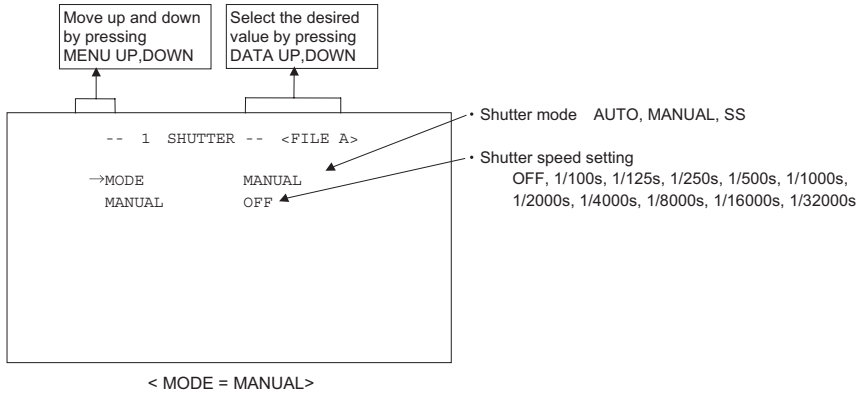 Move up and down
by pressing
MENU UP,DOWN
Select the desired
value by pressing
DATA UP,DOWN
-- 1 SHUTTER -- <FILE A>
→MODE MANUAL
MANUAL OFF
・Shutter mode AUTO, MANUAL, SS
・Shutter speed setting
OFF, 1/100s, 1/125s, 1/250s, 1/500s, 1/1000s,
1/2000s, 1/4000s, 1/8000s, 1/16000s, 1/32000s
< MODE = MANUAL>